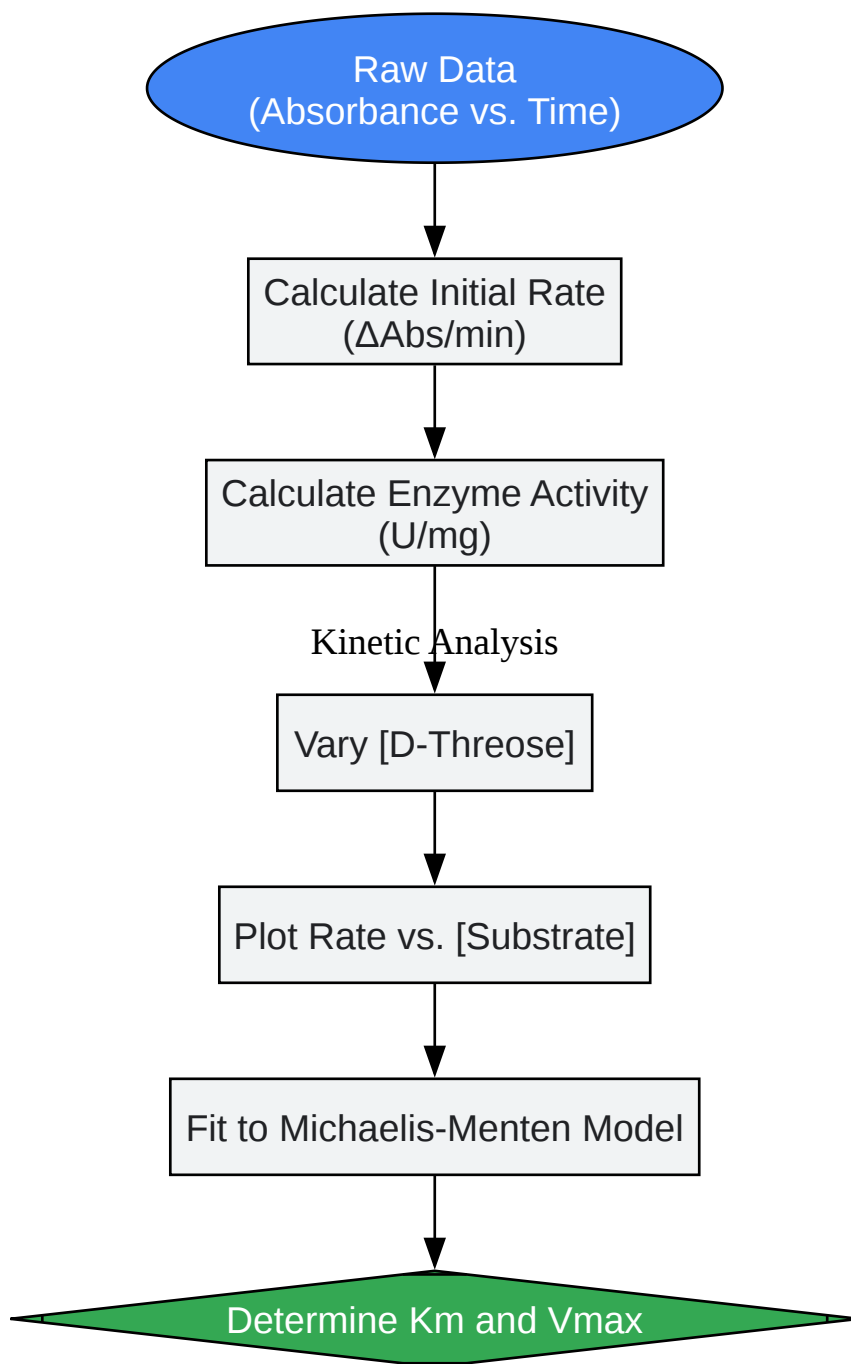 Raw Data
(Absorbance vs. Time)
Calculate Initial Rate
(ΔAbs/min)
Calculate Enzyme Activity
(U/mg)
Kinetic Analysis
Vary [D-Threose]
Plot Rate vs. [Substrate]
Fit to Michaelis-Menten Model
Determine Km and Vmax